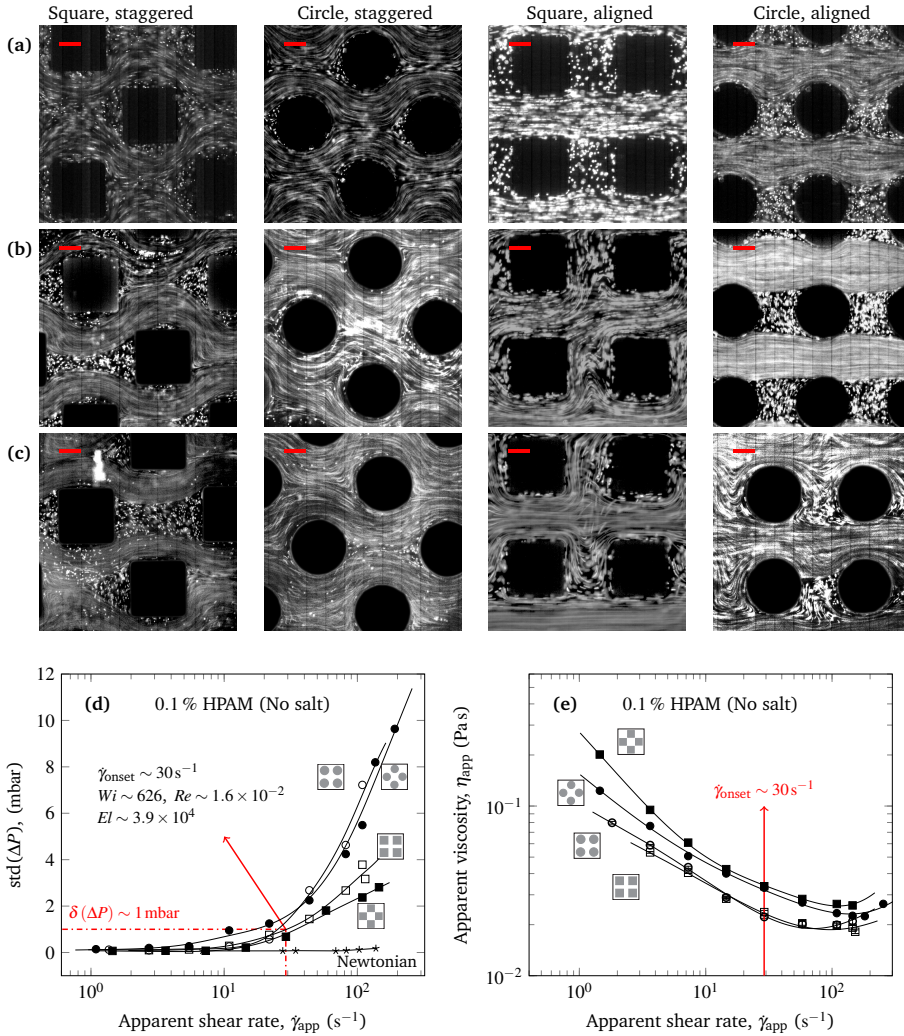 Square, staggered
Circle, staggered
Square, aligned
Circle, aligned
(a)
(b)
(c)
(d)
0.1 % HPAM (No salt)
γ̇onset ∼ 30 s⁻¹
Wi ∼ 626, Re ∼ 1.6 × 10⁻²
El ∼ 3.9 × 10⁴
δ (ΔP) ∼ 1 mbar
Newtonian
12
10
8
6
4
2
0
std (ΔP), (mbar)
10⁰
10¹
10²
Apparent shear rate, γ̇app (s⁻¹)
(e)
0.1 % HPAM (No salt)
γ̇onset ∼ 30 s⁻¹
10⁻¹
10⁻²
Apparent viscosity, ηapp (Pa s)
10⁰
10¹
10²
Apparent shear rate, γ̇app (s⁻¹)